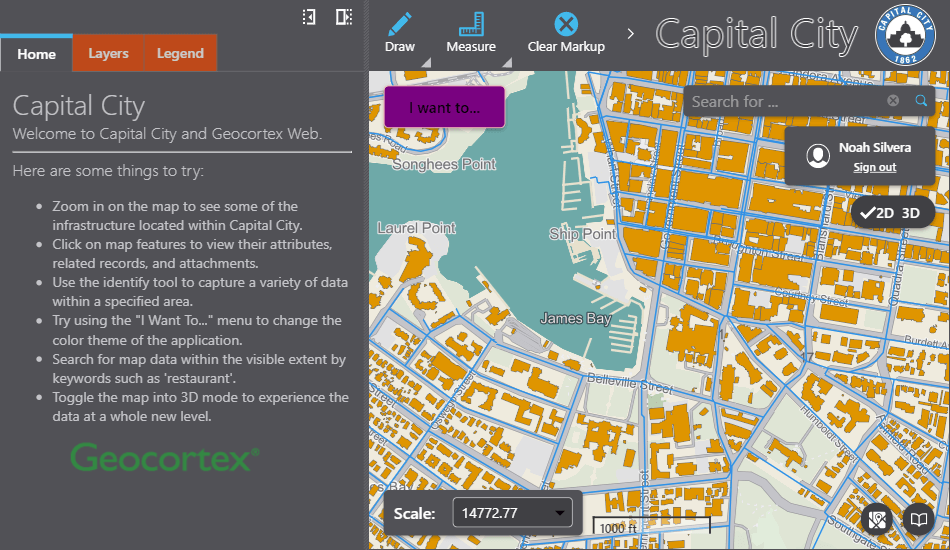 Home
Layers
Legend
Draw
Measure
Clear Markup
Capital City
CAPITAL CITY
1862
Capital City
Welcome to Capital City and Geocortex Web.
Here are some things to try:
• Zoom in on the map to see some of the
infrastructure located within Capital City.
• Click on map features to view their attributes,
related records, and attachments.
• Use the identify tool to capture a variety of data
within a specified area.
• Try using the "I Want To..." menu to change the
color theme of the application.
• Search for map data within the visible extent by
keywords such as 'restaurant'.
• Toggle the map into 3D mode to experience the
data at a whole new level.
Geocortex®
I want to...
Search for ...
Noah Silvera
Sign out
2D 3D
Songhees Point
Laurel Point
Ship Point
James Bay
Courtney Street
Quadra Street
Belleville Street
Humboldt Street
17
Scale:
14772.77
1000 ft